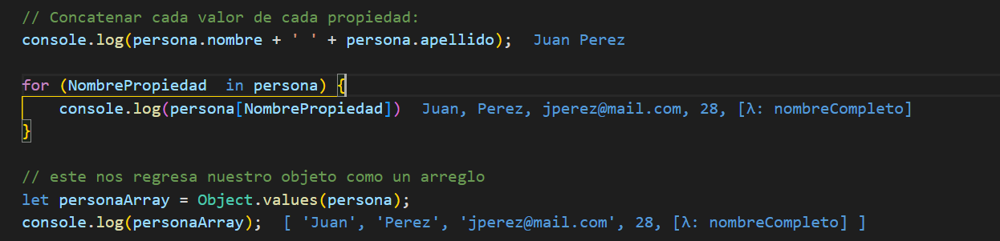 // Concatenar cada valor de cada propiedad:
console.log(persona.nombre + ' ' + persona.apellido);  Juan Perez
for (NombrePropiedad  in persona) {
    console.log(persona[NombrePropiedad])  Juan, Perez, jperez@mail.com, 28, [λ: nombreCompleto]
}
// este nos regresa nuestro objeto como un arreglo
let personaArray = Object.values(persona);
console.log(personaArray);  [ 'Juan', 'Perez', 'jperez@mail.com', 28, [λ: nombreCompleto] ]